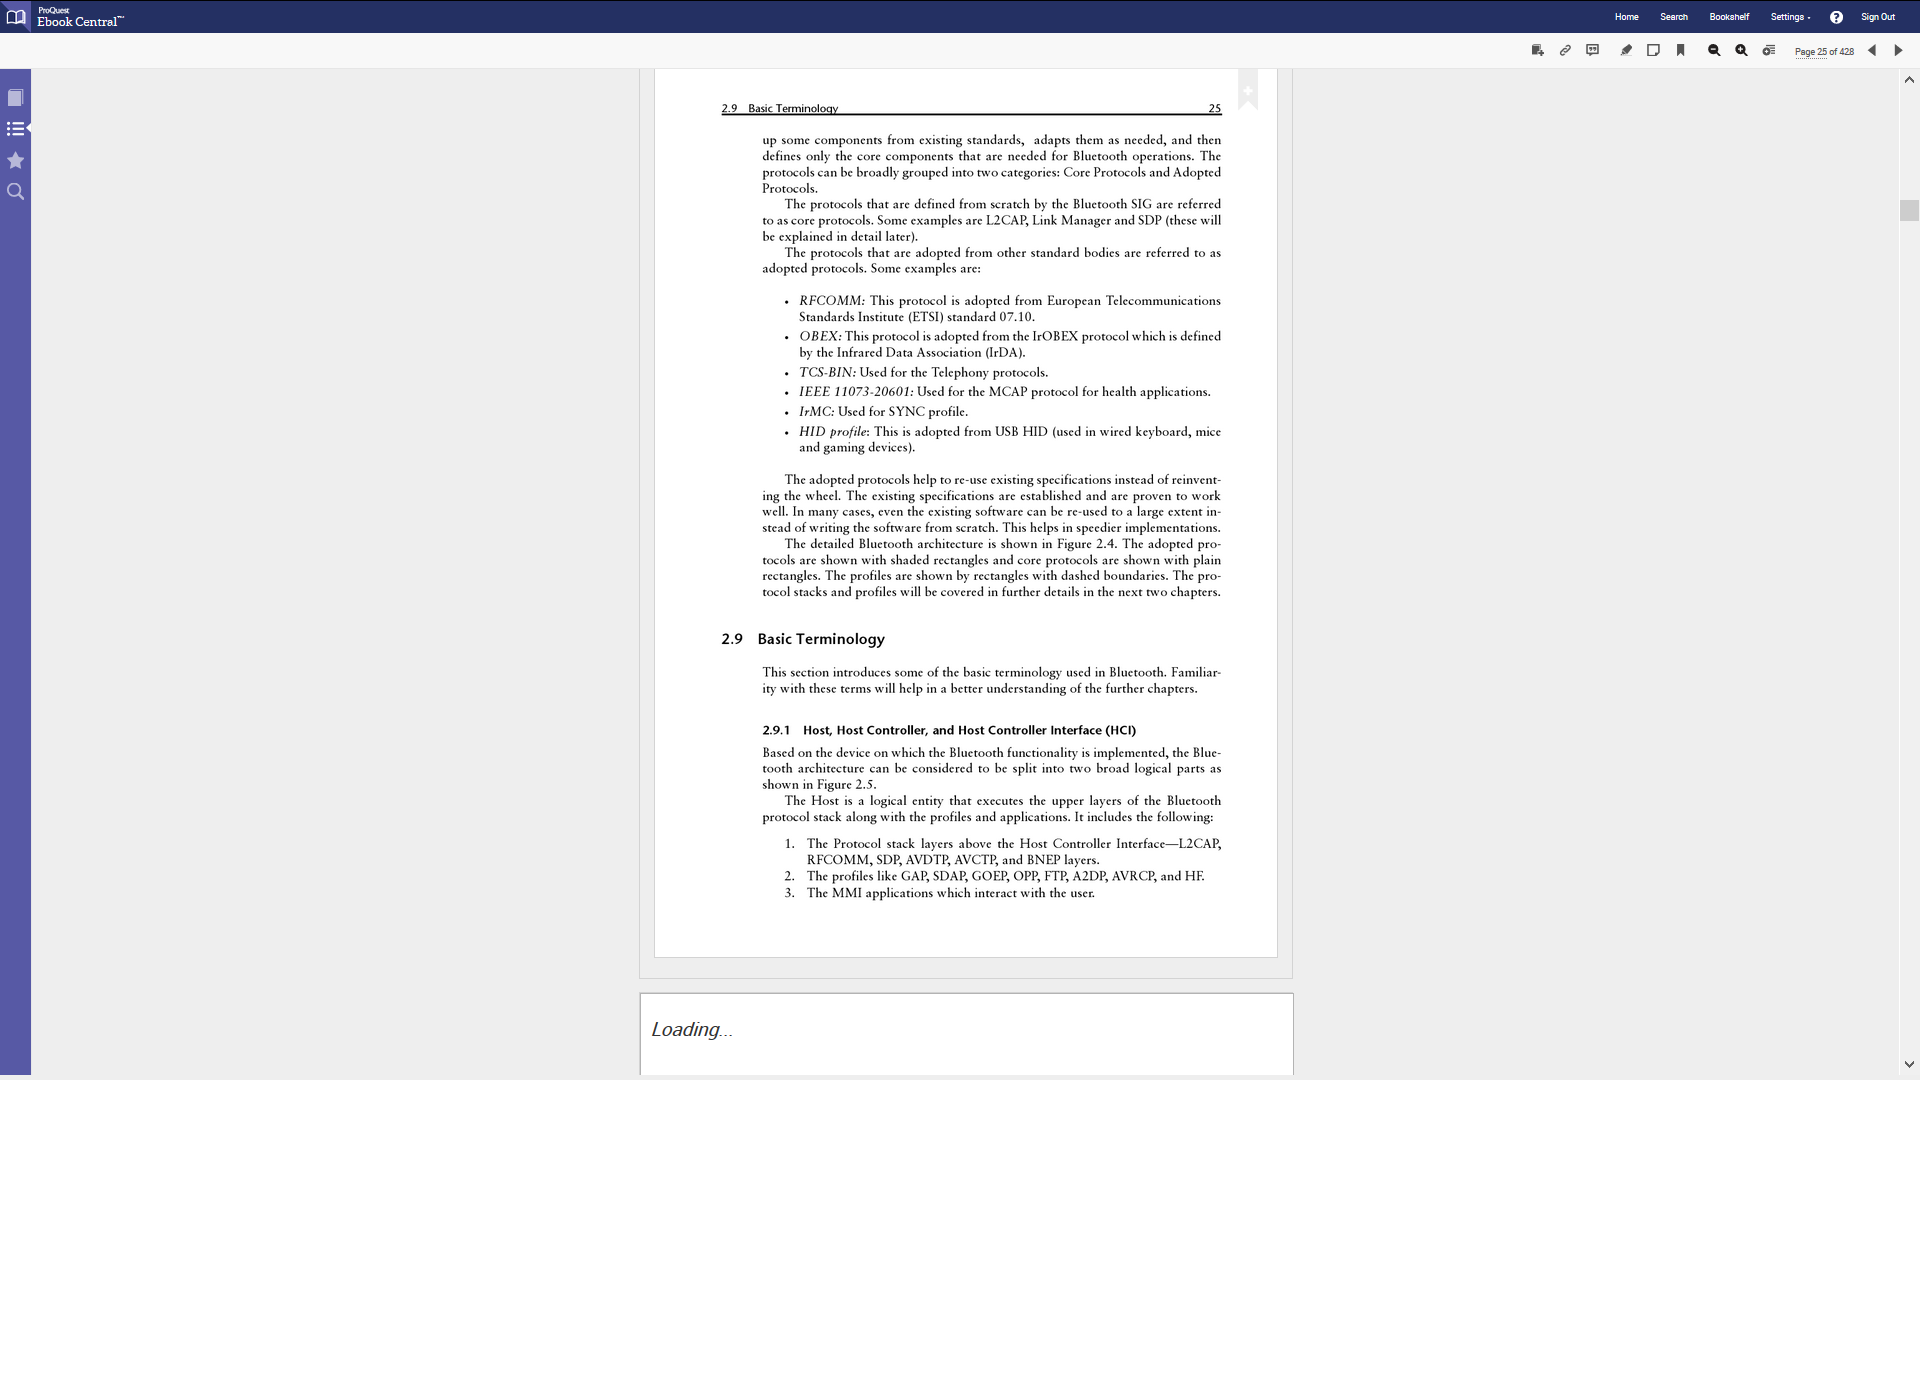 ProQuest
Ebook Central™
Home Search Bookshelf Settings ? Sign Out
Page 25 of 428
2.9 Basic Terminology 25
up some components from existing standards, adapts them as needed, and then
defines only the core components that are needed for Bluetooth operations. The
protocols can be broadly grouped into two categories: Core Protocols and Adopted
Protocols.
The protocols that are defined from scratch by the Bluetooth SIG are referred
to as core protocols. Some examples are L2CAP, Link Manager and SDP (these will
be explained in detail later).
The protocols that are adopted from other standard bodies are referred to as
adopted protocols. Some examples are:
• RFCOMM: This protocol is adopted from European Telecommunications
Standards Institute (ETSI) standard 07.10.
• OBEX: This protocol is adopted from the IrOBEX protocol which is defined
by the Infrared Data Association (IrDA).
• TCS-BIN: Used for the Telephony protocols.
• IEEE 11073-20601: Used for the MCAP protocol for health applications.
• IrMC: Used for SYNC profile.
• HID profile: This is adopted from USB HID (used in wired keyboard, mice
and gaming devices).
The adopted protocols help to re-use existing specifications instead of reinvent-
ing the wheel. The existing specifications are established and are proven to work
well. In many cases, even the existing software can be re-used to a large extent in-
stead of writing the software from scratch. This helps in speedier implementations.
The detailed Bluetooth architecture is shown in Figure 2.4. The adopted pro-
tocols are shown with shaded rectangles and core protocols are shown with plain
rectangles. The profiles are shown by rectangles with dashed boundaries. The pro-
tocol stacks and profiles will be covered in further details in the next two chapters.
2.9 Basic Terminology
This section introduces some of the basic terminology used in Bluetooth. Familiar-
ity with these terms will help in a better understanding of the further chapters.
2.9.1 Host, Host Controller, and Host Controller Interface (HCI)
Based on the device on which the Bluetooth functionality is implemented, the Blue-
tooth architecture can be considered to be split into two broad logical parts as
shown in Figure 2.5.
The Host is a logical entity that executes the upper layers of the Bluetooth
protocol stack along with the profiles and applications. It includes the following:
1. The Protocol stack layers above the Host Controller Interface—L2CAP,
RFCOMM, SDP, AVDTP, AVCTP, and BNEP layers.
2. The profiles like GAP, SDAP, GOEP, OPP, FTP, A2DP, AVRCP, and HF.
3. The MMI applications which interact with the user.
Loading...